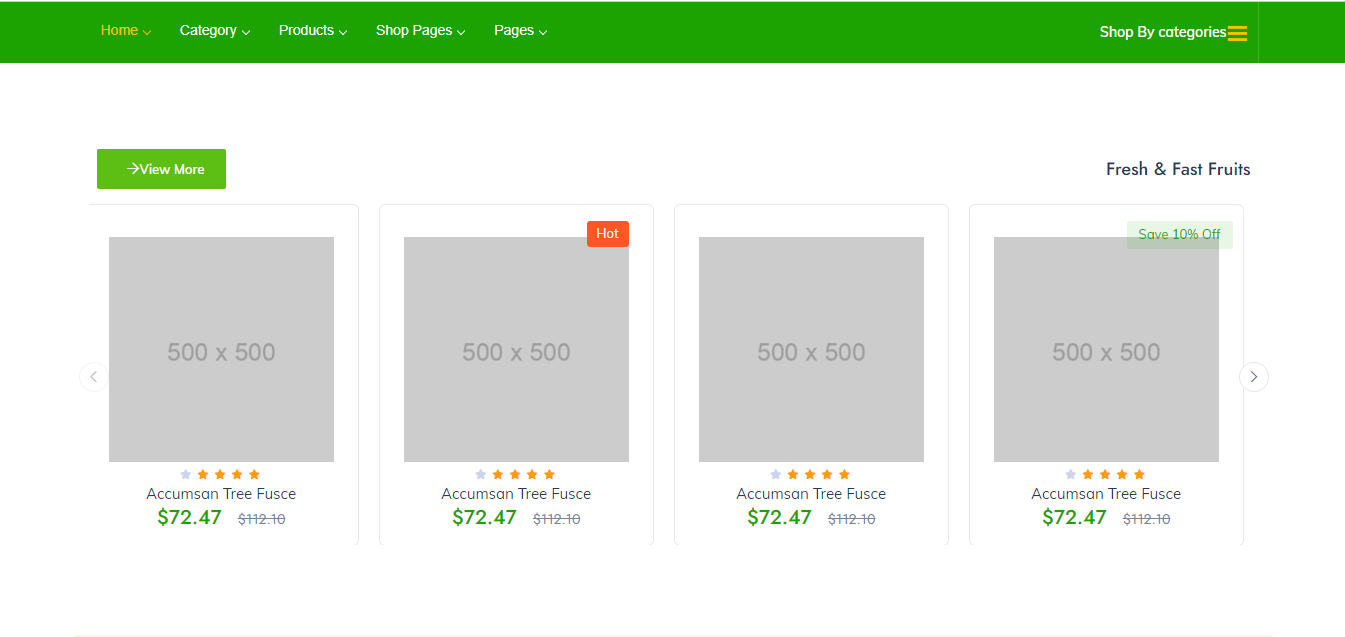 Home Category Products Shop Pages Pages Shop By categories
View More Fresh & Fast Fruits
Hot Save 10% Off
500 x 500 500 x 500 500 x 500 500 x 500
Accumsan Tree Fusce Accumsan Tree Fusce Accumsan Tree Fusce Accumsan Tree Fusce
$72.47 $112.10 $72.47 $112.10 $72.47 $112.10 $72.47 $112.10